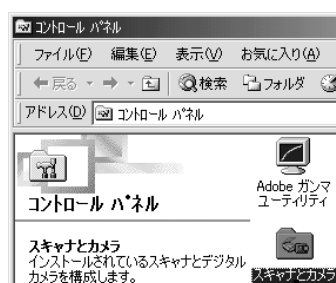 コントロール パネル
ファイル(F) 編集(E) 表示(V) お気に入り(A)
戻る 検索 フォルダ
アドレス(D) コントロール パネル
コントロール パネル
スキャナとカメラ
インストールされているスキャナとデジタル
カメラを構成します。
Adobe ガンマ
ユーティリティ
スキャナとカメラ